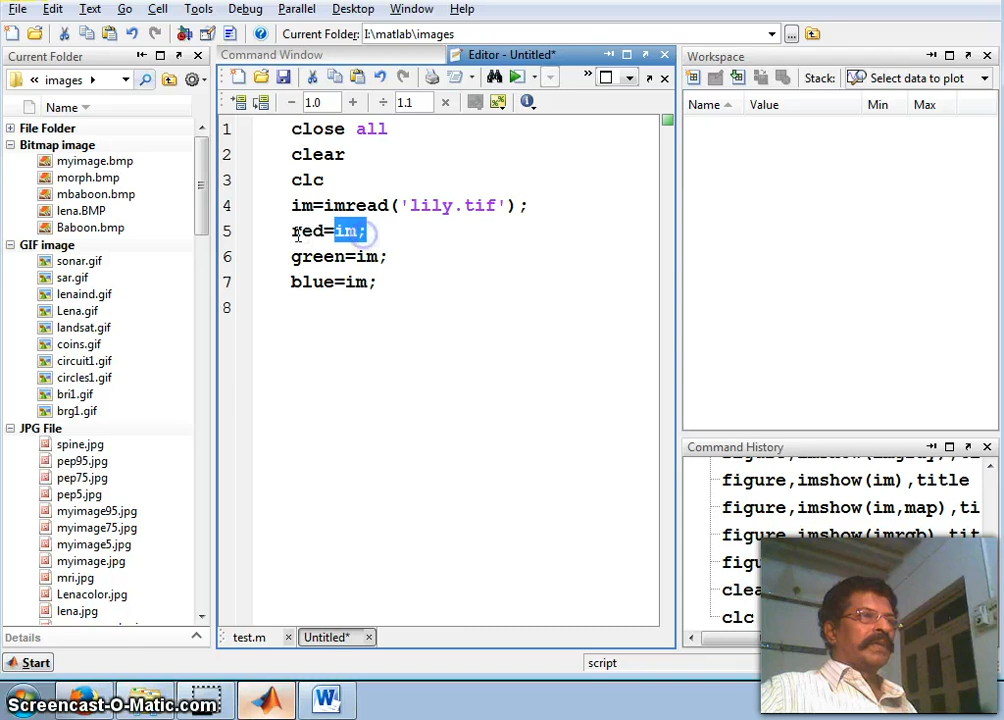 File Edit Text Go Cell Tools Debug Parallel Desktop Window Help
Current Folder: I:\matlab\images
Current Folder
« images
Name
File Folder
Bitmap image
myimage.bmp
morph.bmp
mbaboon.bmp
lena.BMP
Baboon.bmp
GIF image
sonar.gif
sar.gif
lenaind.gif
Lena.gif
landsat.gif
coins.gif
circuit1.gif
circles1.gif
bri1.gif
brg1.gif
JPG File
spine.jpg
pep95.jpg
pep75.jpg
pep5.jpg
myimage95.jpg
myimage75.jpg
myimage5.jpg
myimage.jpg
mri.jpg
Lenacolor.jpg
lena.jpg
Details
Start
Command Window
Editor - Untitled*
1.0
1.1
1 close all
2 clear
3 clc
4 im=imread('lily.tif');
5 red=im;
6 green=im;
7 blue=im;
8
test.m
Untitled*
script
Workspace
Stack: Select data to plot
Name Value Min Max
Command History
figure,imshow(im),title
figure,imshow(im,map),ti
figure,imshow(imrgb),tit
figu
clea
clc
Screencast-O-Matic.com